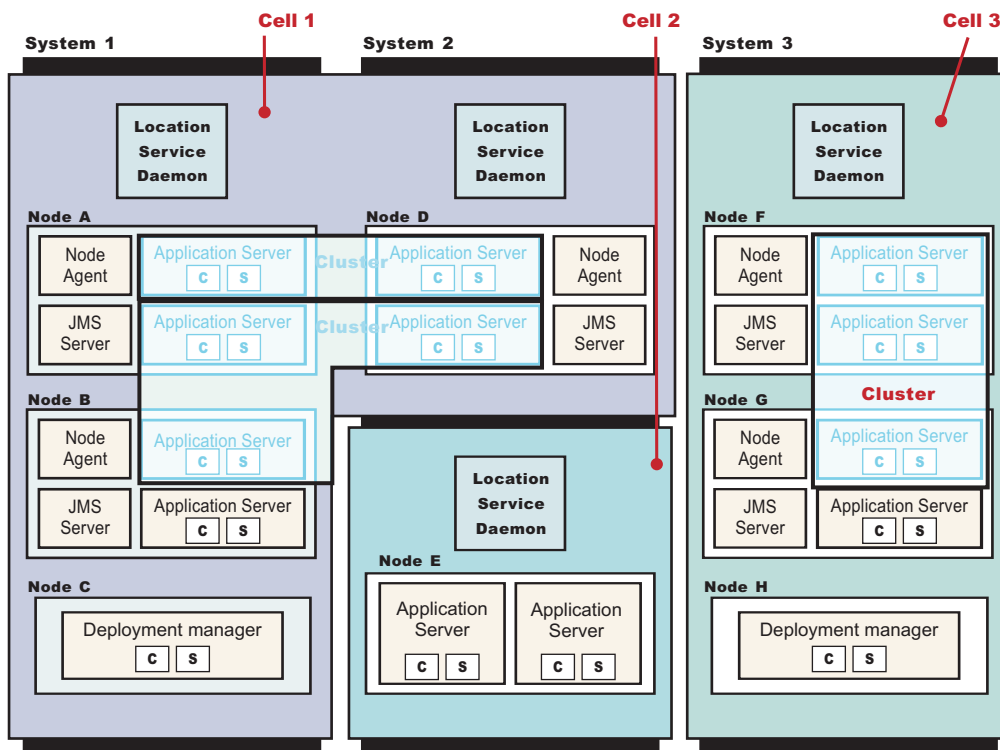 Cell 1
Cell 2
Cell 3
System 1
System 2
System 3
Location
Service
Daemon
Location
Service
Daemon
Location
Service
Daemon
Node A
Node
Agent
Application Server
C S
JMS
Server
Application Server
C S
Cluster
Cluster
Node D
Application Server
C S
Node
Agent
Application Server
C S
JMS
Server
Node F
Node
Agent
Application Server
C S
JMS
Server
Application Server
C S
Cluster
Node B
Node
Agent
Application Server
C S
JMS
Server
Application Server
C S
Location
Service
Daemon
Node G
Node
Agent
Application Server
C S
JMS
Server
Application Server
C S
Node C
Deployment manager
C S
Node E
Application
Server
C S
Application
Server
C S
Node H
Deployment manager
C S